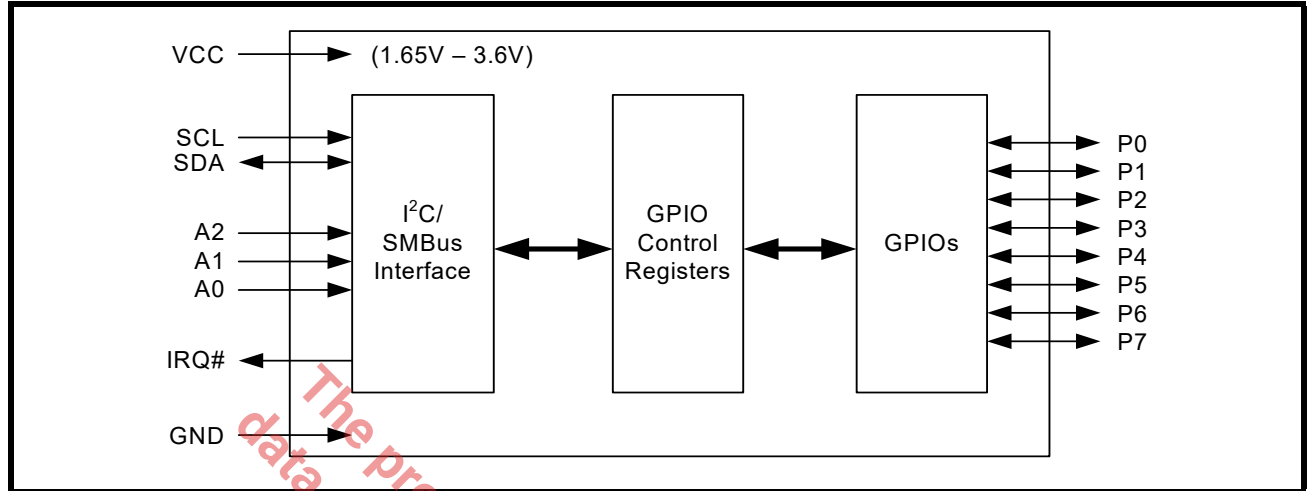 VCC
(1.65V – 3.6V)
SCL
SDA
A2
A1
A0
IRQ#
GND
I²C/
SMBus
Interface
GPIO
Control
Registers
GPIOs
P0
P1
P2
P3
P4
P5
P6
P7
The
data